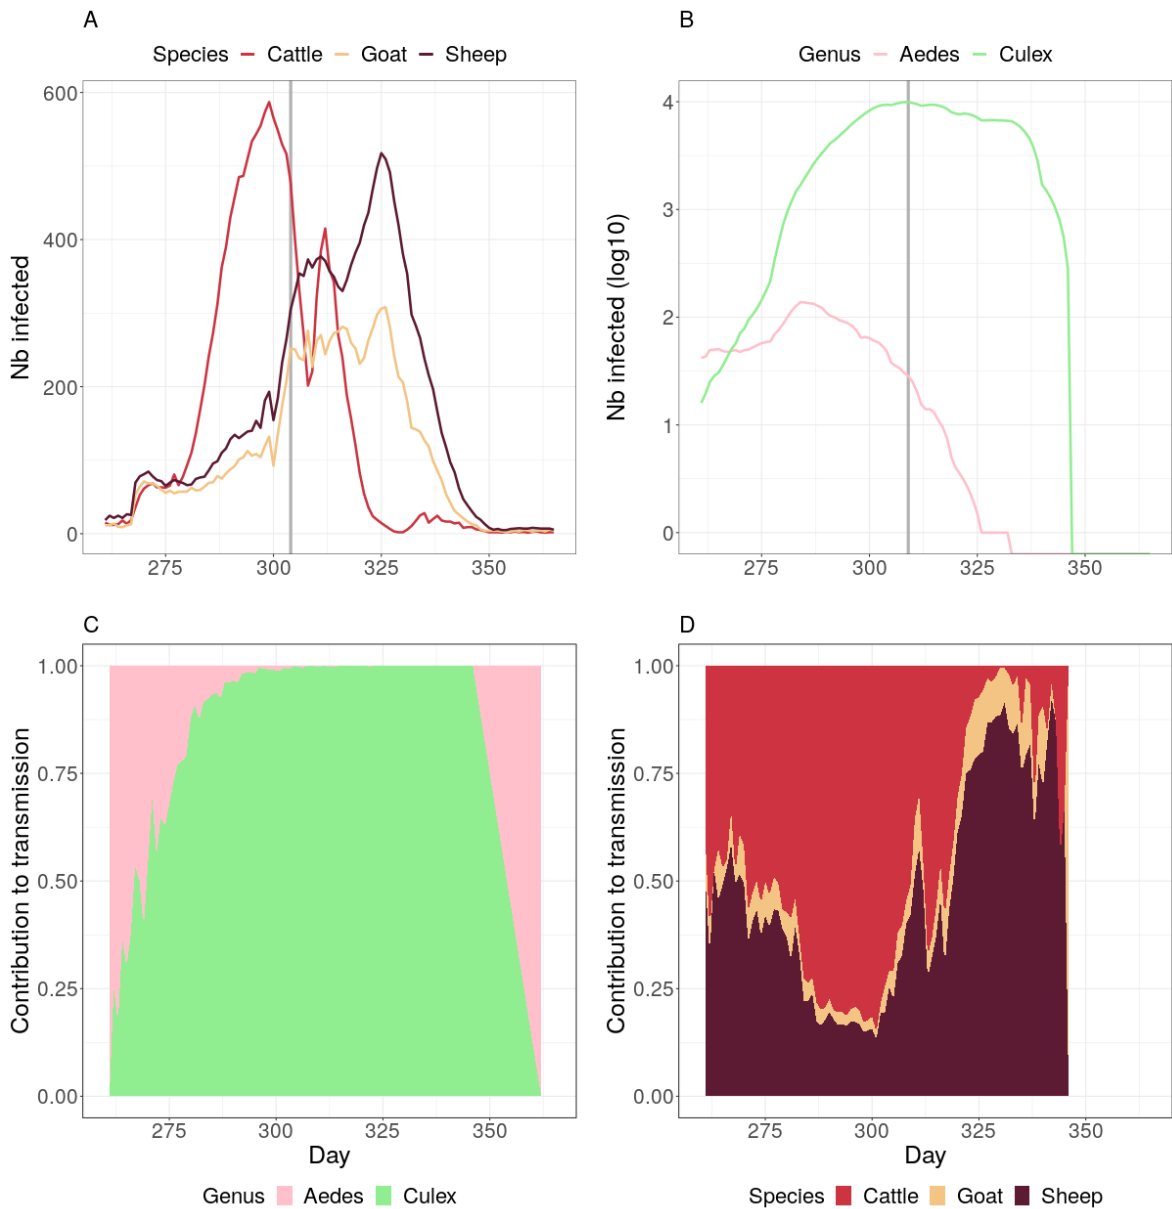 A
Species Cattle Goat Sheep
600
400
200
0
Nb infected
275 300 325 350
B
Genus Aedes Culex
4
3
2
1
0
Nb infected (log10)
275 300 325 350
C
1.00
0.75
0.50
0.25
0.00
Contribution to transmission
275 300 325 350
Day
Genus Aedes Culex
D
1.00
0.75
0.50
0.25
0.00
Contribution to transmission
275 300 325 350
Day
Species Cattle Goat Sheep